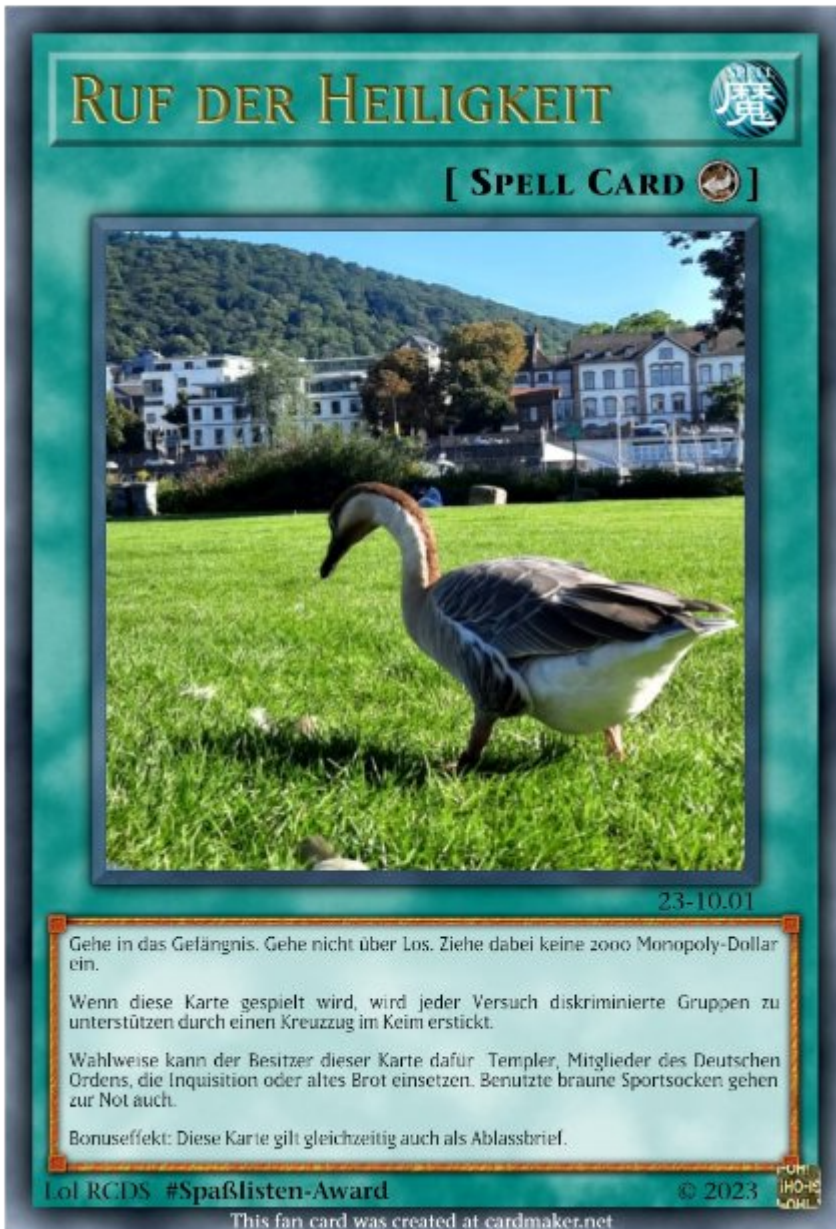 RUF DER HEILIGKEIT
魔
[ SPELL CARD ]
23-10.01
Gehe in das Gefängnis. Gehe nicht über Los. Ziehe dabei keine 2000 Monopoly-Dollar
ein.
Wenn diese Karte gespielt wird, wird jeder Versuch diskriminierte Gruppen zu
unterstützen durch einen Kreuzzug im Keim erstickt.
Wahlweise kann der Besitzer dieser Karte dafür Templer, Mitglieder des Deutschen
Ordens, die Inquisition oder altes Brot einsetzen. Benutzte braune Sportsocken gehen
zur Not auch.
Bonuseffekt: Diese Karte gilt gleichzeitig auch als Ablassbrief.
Lol RCDS #Spaßlisten-Award © 2023
This fan card was created at cardmaker.net